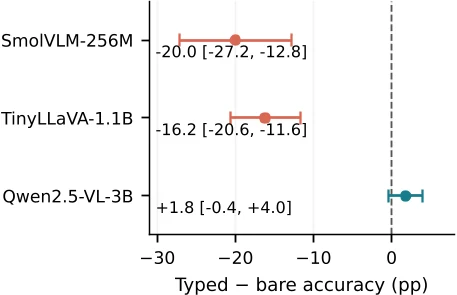 SmolVLM-256M
-20.0 [-27.2, -12.8]
TinyLLaVA-1.1B
-16.2 [-20.6, -11.6]
Qwen2.5-VL-3B
+1.8 [-0.4, +4.0]
−30 −20 −10 0
Typed − bare accuracy (pp)